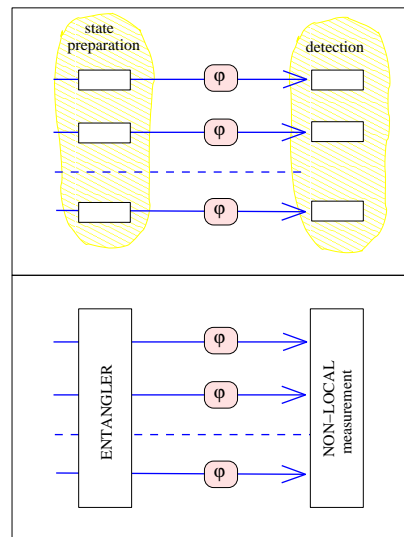 state
preparation
detection
φ
φ
φ
ENTANGLER
φ
φ
φ
NON–LOCAL
measurement